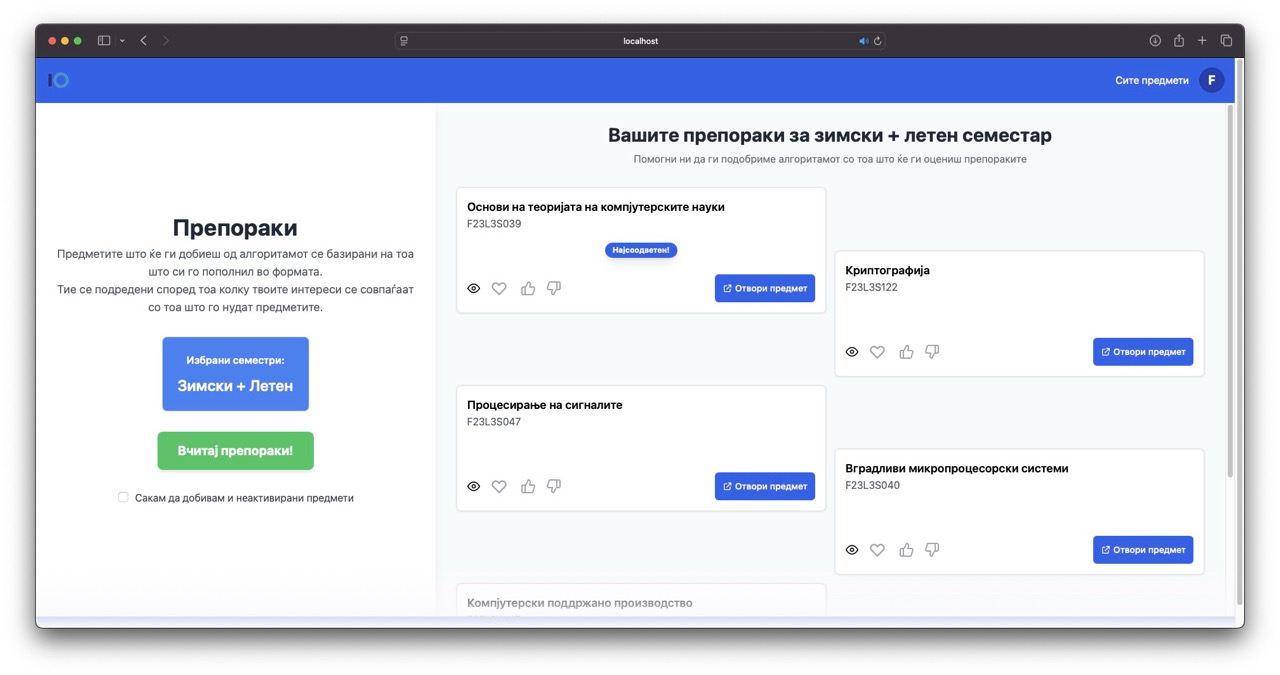 localhost
IO
Сите предмети
F
Препораки
Предметите што ќе ги добиеш од алгоритамот се базирани на тоа
што си го пополнил во формата.
Тие се подредени според тоа колку твоите интереси се совпаѓаат
со тоа што го нудат предметите.
Избрани семестри:
Зимски + Летен
Вчитај препораки!
Сакам да добивам и неактивирани предмети
Вашите препораки за зимски + летен семестар
Помогни ни да ги подобриме алгоритамот со тоа што ќе ги оцениш препораките
Основи на теоријата на компјутерските науки
F23L3S039
Најсоодветен!
Отвори предмет
Криптографија
F23L3S122
Отвори предмет
Процесирање на сигналите
F23L3S047
Отвори предмет
Вградливи микропроцесорски системи
F23L3S040
Отвори предмет
Компјутерски поддржано производство